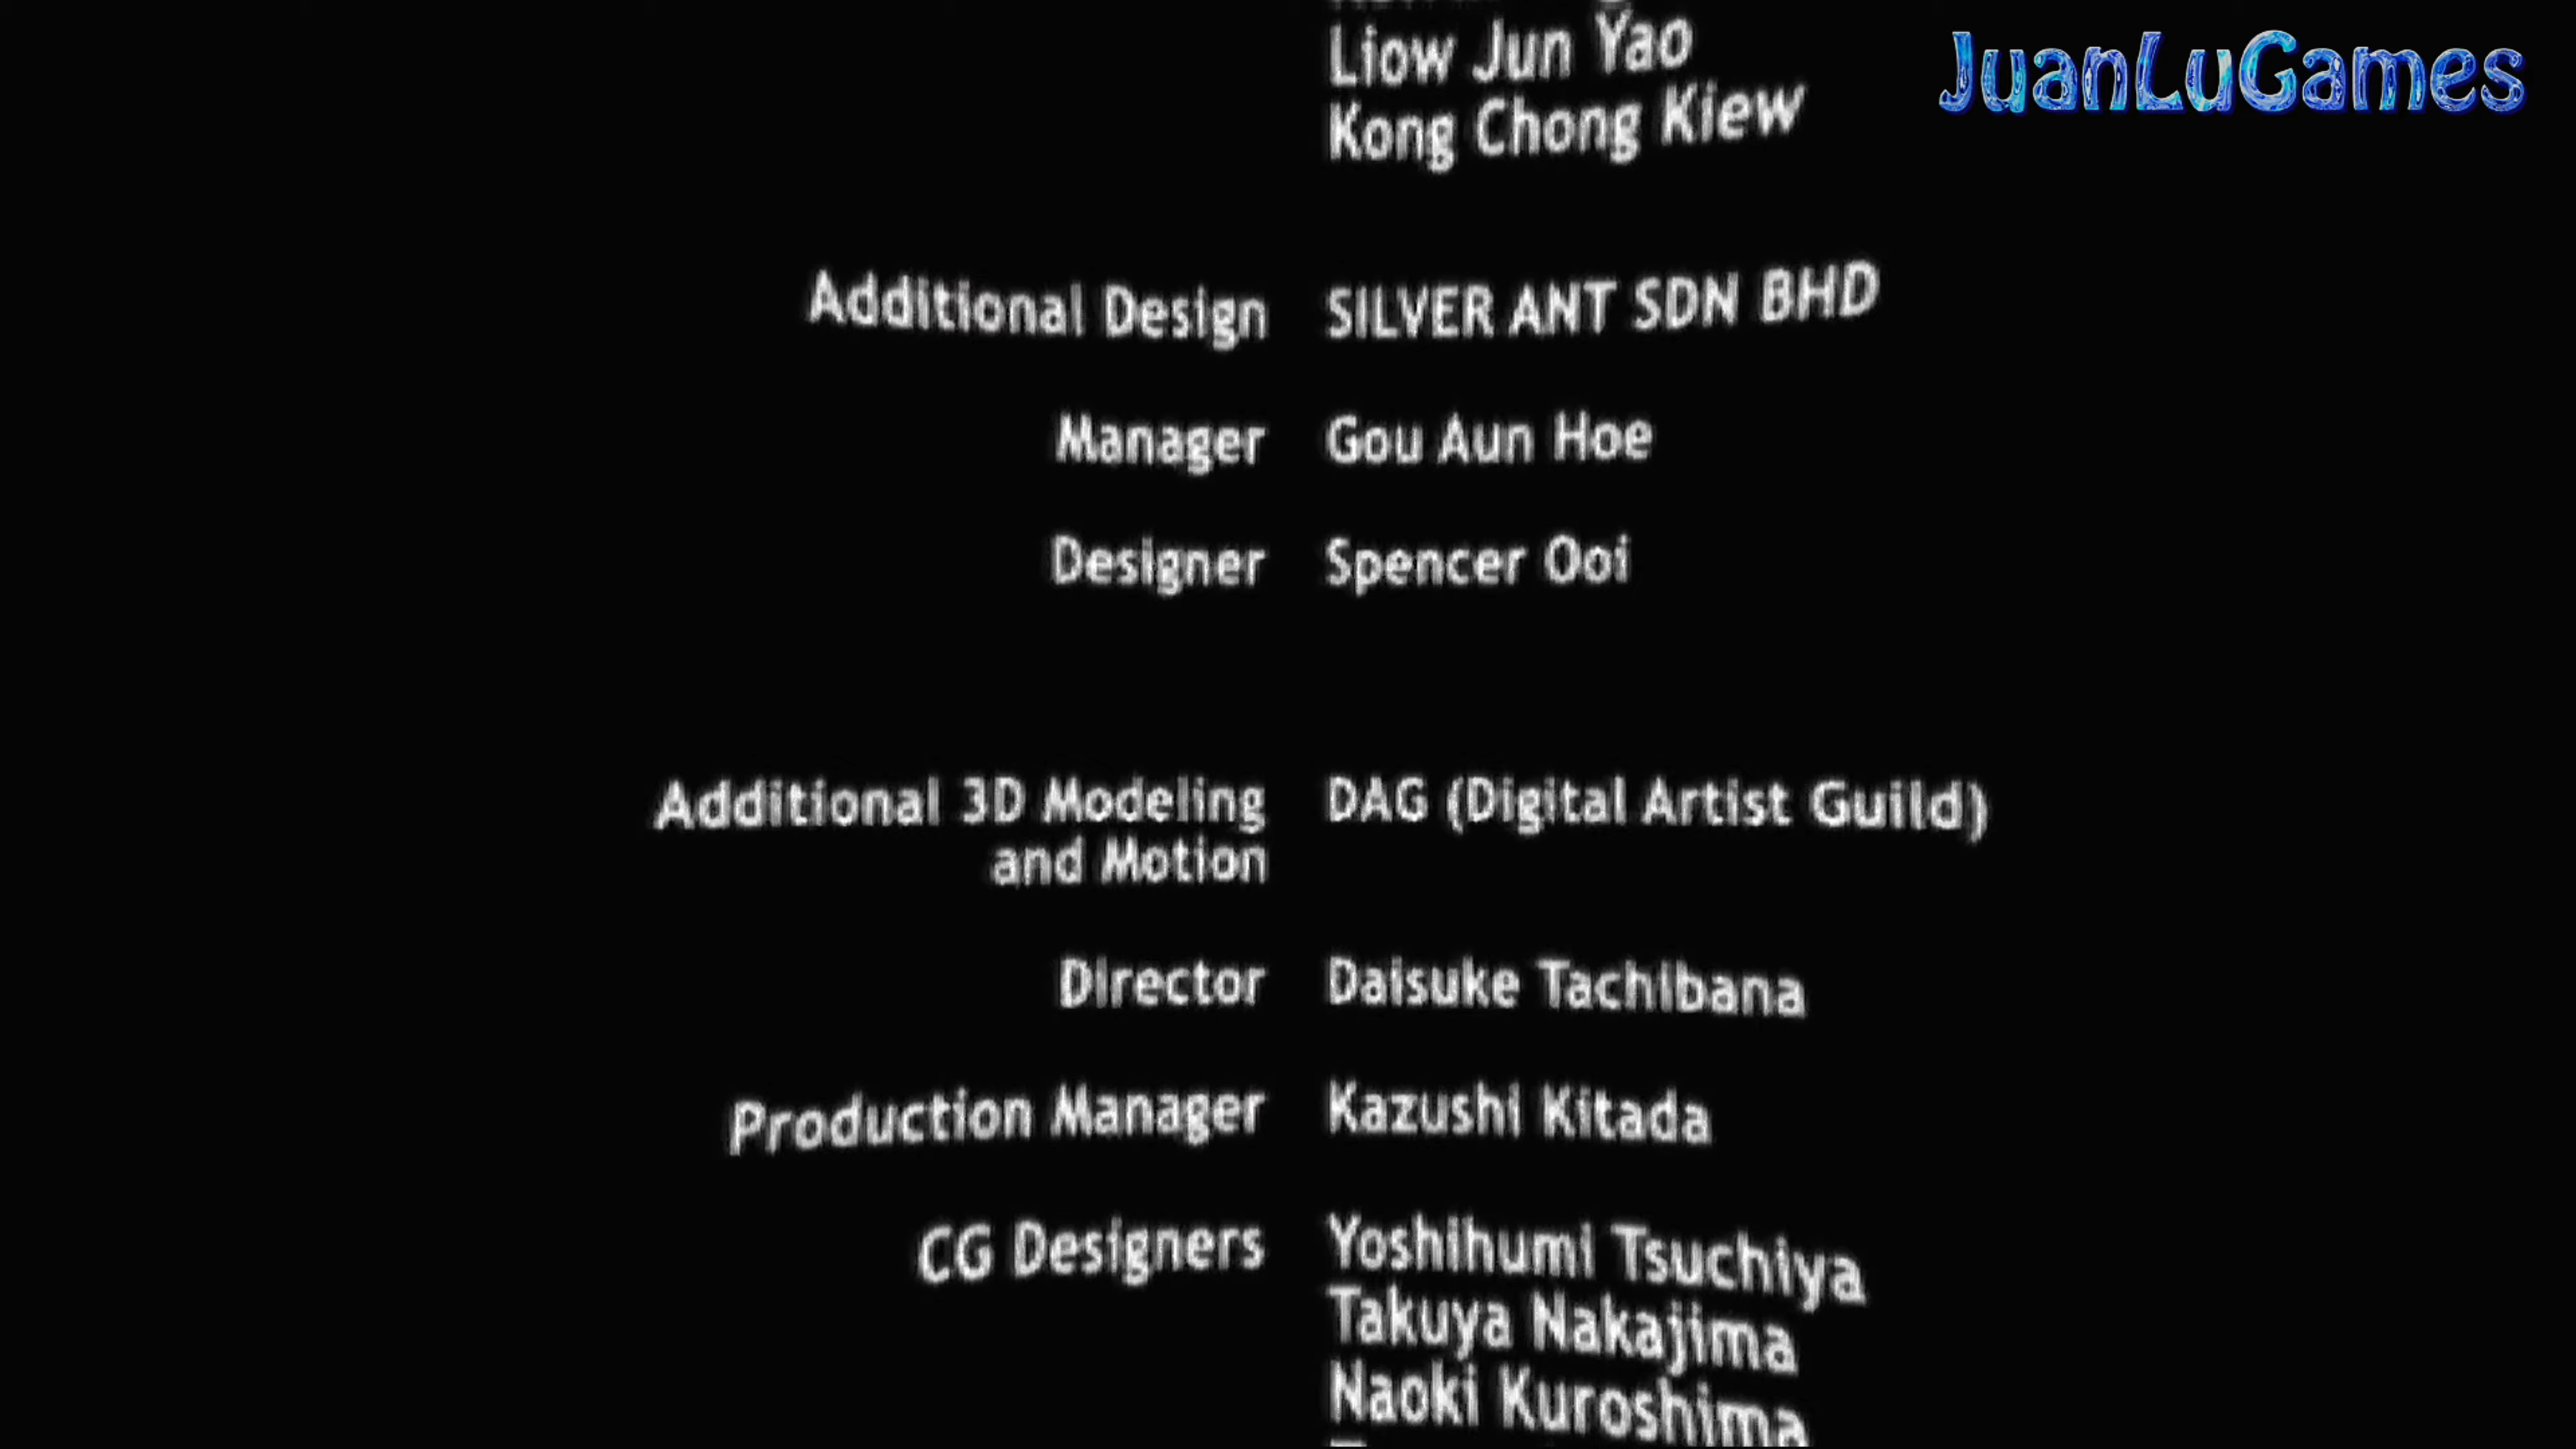 Liow Jun Yao
JuanLuGames
Kong Chong Kiew
Additional Design SILVER ANT SDN BHD
Manager Gou Aun Hoe
Designer Spencer Ooi
Additional 3D Modeling DAG (Digital Artist Guild)
and Motion
Director Daisuke Tachibana
Production Manager Kazushi Kitada
CG Designers Yoshihumi Tsuchiya
Takuya Nakajima
Naoki Kuroshima